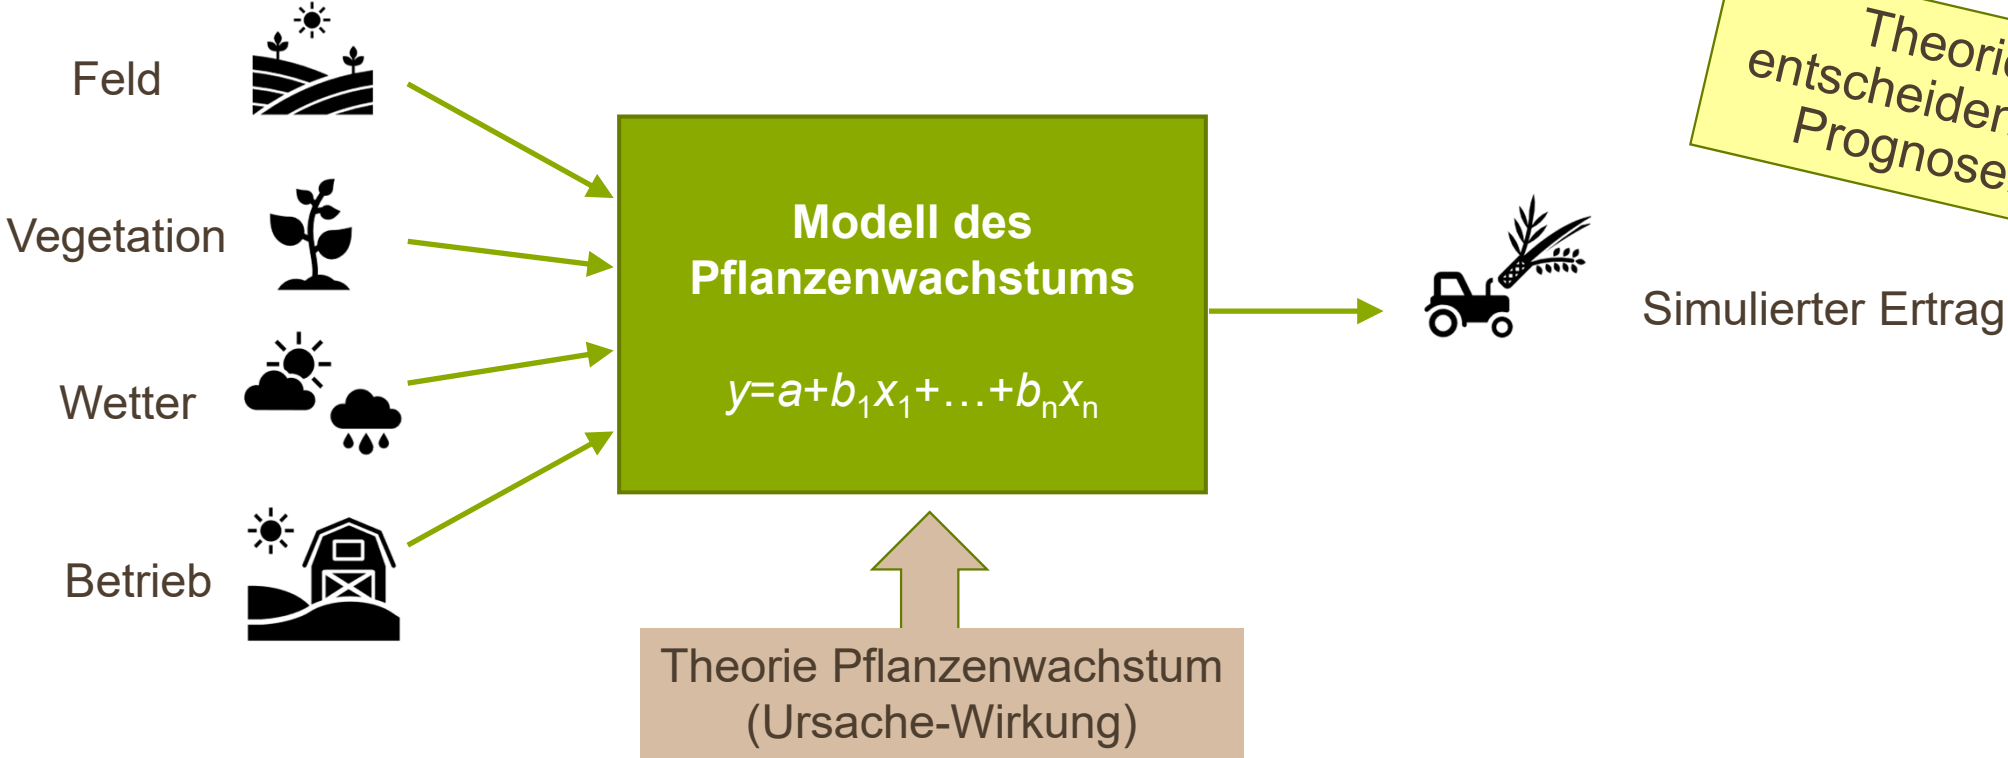 Feld
Vegetation
Wetter
Betrieb
Modell des
Pflanzenwachstums
y=a+b₁x₁+…+bₙxₙ
Theorie Pflanzenwachstum
(Ursache-Wirkung)
Simulierter Ertrag